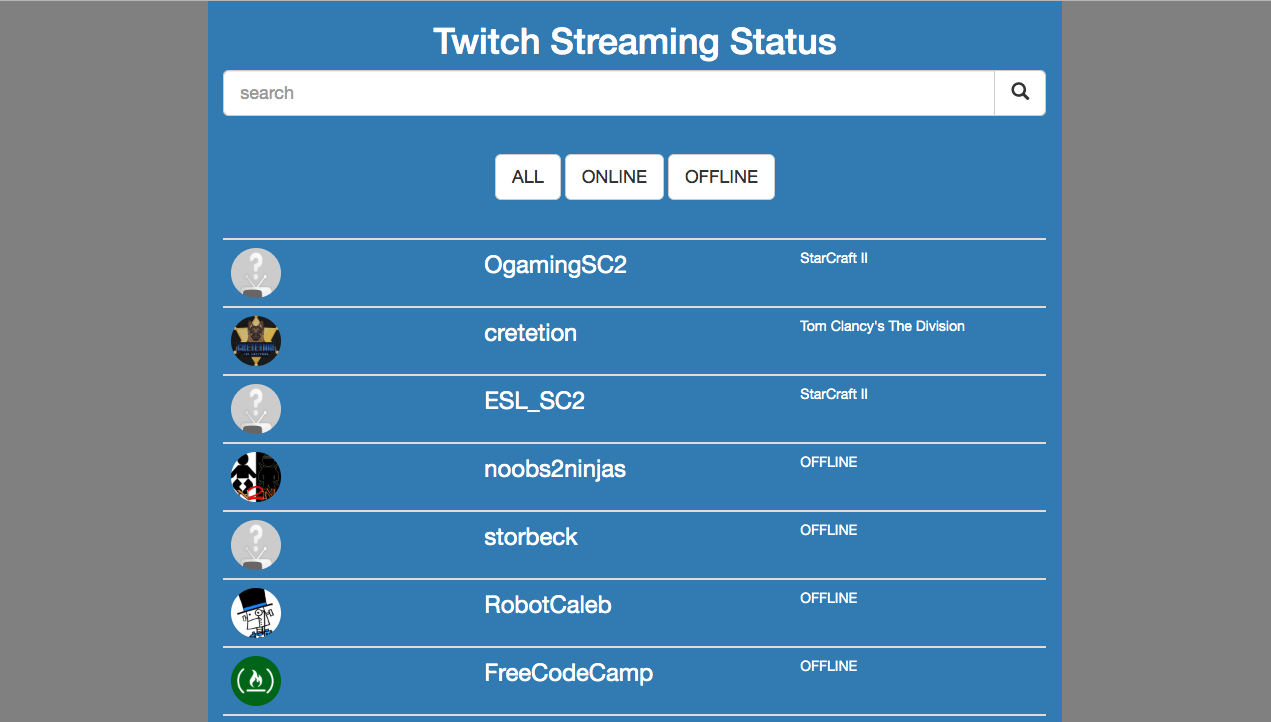 Twitch Streaming Status
search
ALL ONLINE OFFLINE
OgamingSC2 StarCraft II
cretetion Tom Clancy's The Division
ESL_SC2 StarCraft II
noobs2ninjas OFFLINE
storbeck OFFLINE
RobotCaleb OFFLINE
FreeCodeCamp OFFLINE